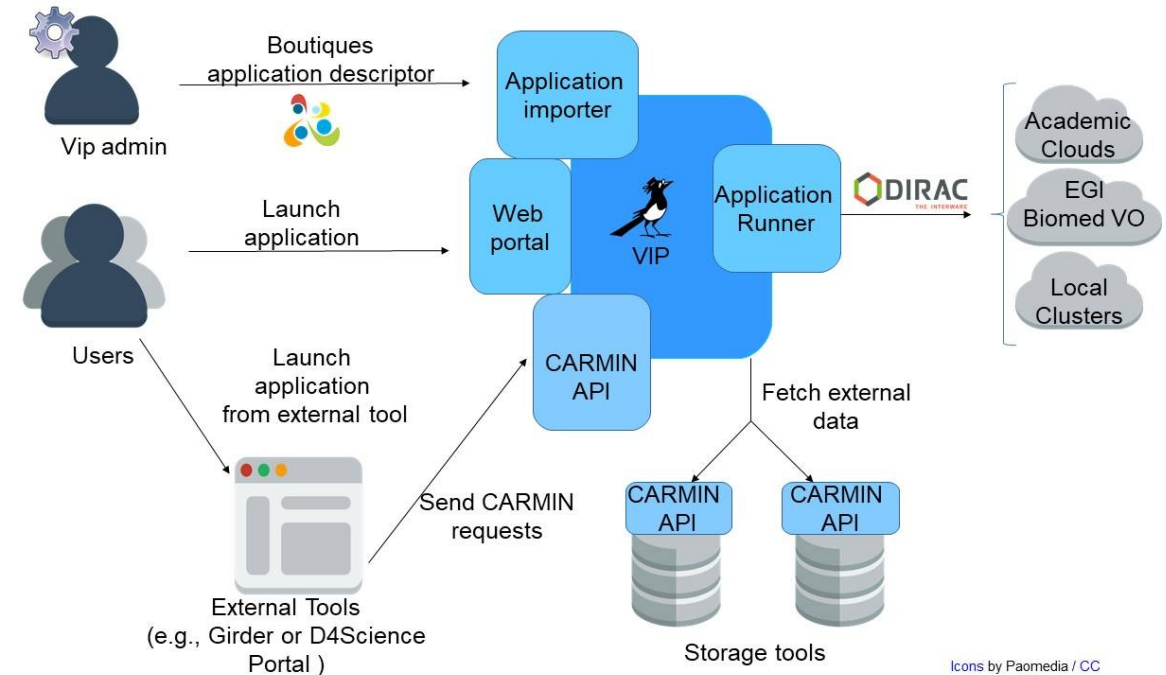 Boutiques
application descriptor
Vip admin
Application
importer
Launch
application
Users
Web
portal
VIP
Application
Runner
DIRAC
THE INTERWARE
Academic
Clouds
EGI
Biomed VO
Local
Clusters
Launch
application
from external tool
CARMIN
API
Fetch external
data
Send CARMIN
requests
CARMIN
API
CARMIN
API
External Tools
(e.g., Girder or D4Science
Portal )
Storage tools
Icons by Paomedia / CC